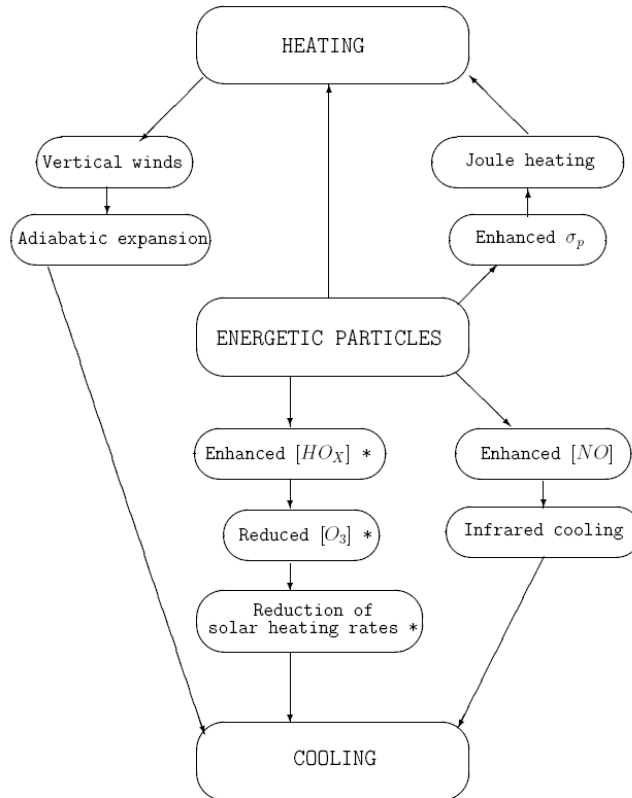 HEATING
Vertical winds
Joule heating
Adiabatic expansion
Enhanced σp
ENERGETIC PARTICLES
Enhanced [HOX] *
Enhanced [NO]
Reduced [O3] *
Infrared cooling
Reduction of
solar heating rates *
COOLING